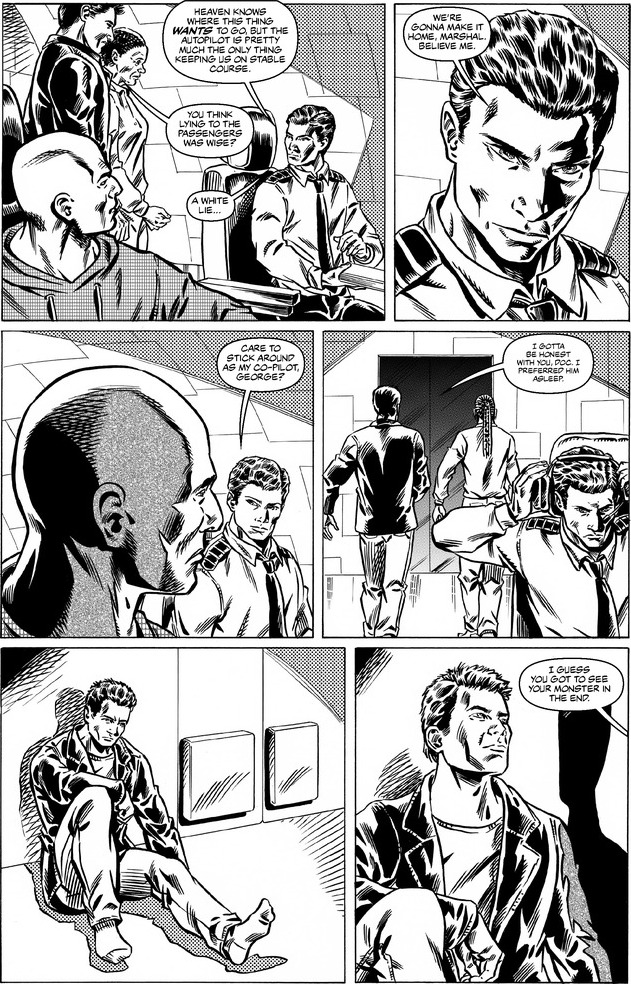 HEAVEN KNOWS
WHERE THIS THING
WANTS TO GO, BUT THE
AUTOPILOT IS PRETTY
MUCH THE ONLY THING
KEEPING US ON STABLE
COURSE.
YOU THINK
LYING TO THE
PASSENGERS
WAS WISE?
A WHITE
LIE...
WE'RE
GONNA MAKE IT
HOME, MARSHAL.
BELIEVE ME.
CARE TO
STICK AROUND
AS MY CO-PILOT,
GEORGE?
I GOTTA
BE HONEST
WITH YOU, DOC. I
PREFERRED HIM
ASLEEP.
I GUESS
YOU GOT TO SEE
YOUR MONSTER IN
THE END.